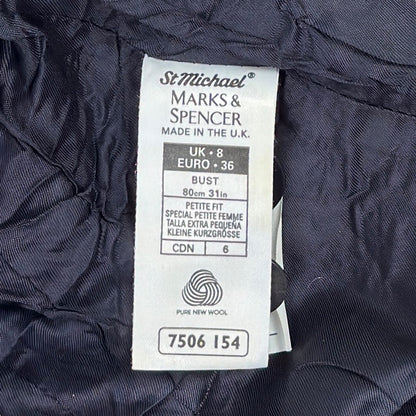 St Michael®
MARKS &
SPENCER
MADE IN THE U.K.
UK • 8
EURO • 36
BUST
80cm 31in
PETITE FIT
SPECIAL PETITE FEMME
TALLA EXTRA PEQUEÑA
KLEINE KURZGRÖSSE
CDN 6
PURE NEW WOOL
7506 154